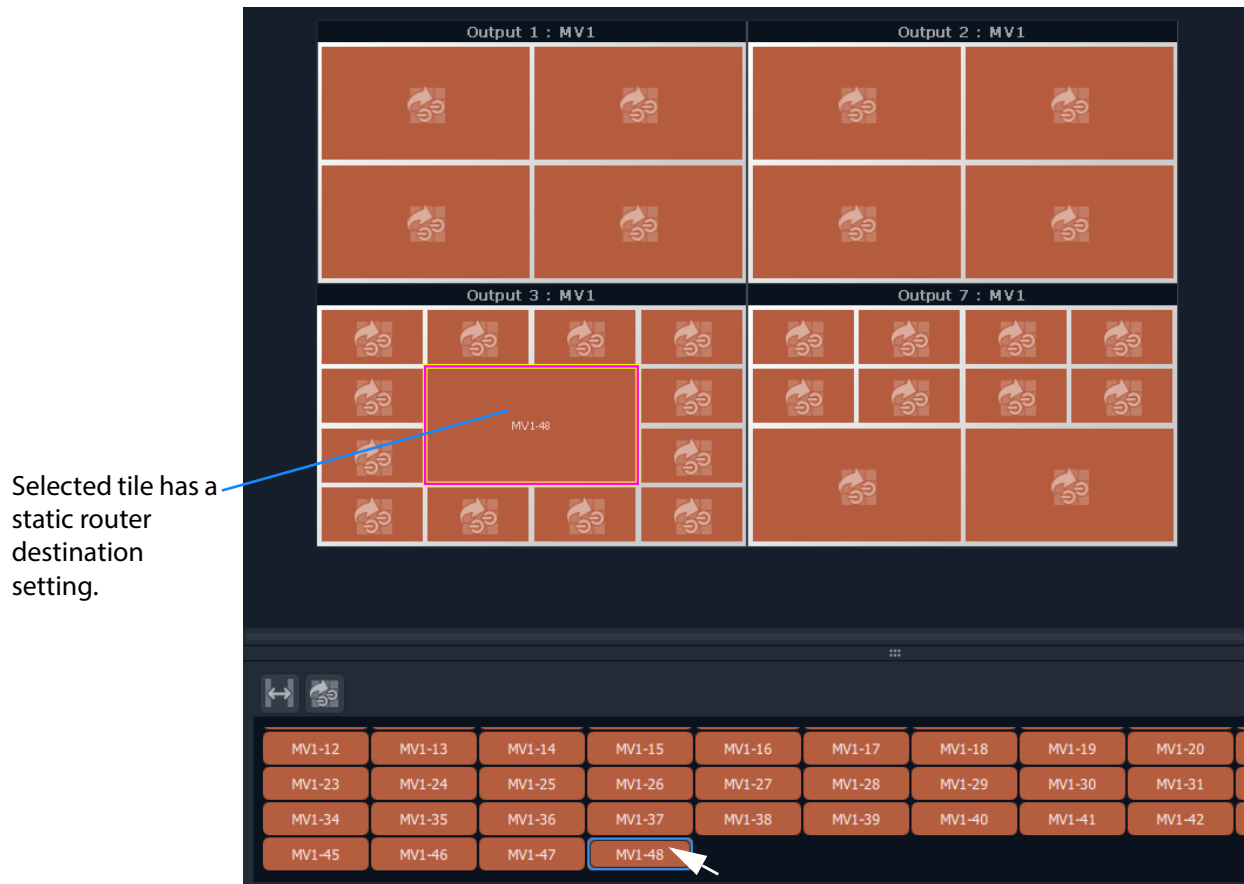 Output 1 : MV1
Output 2 : MV1
Output 3 : MV1
Output 7 : MV1
MV1-48
Selected tile has a
static router
destination
setting.
MV1-12 MV1-13 MV1-14 MV1-15 MV1-16 MV1-17 MV1-18 MV1-19 MV1-20
MV1-23 MV1-24 MV1-25 MV1-26 MV1-27 MV1-28 MV1-29 MV1-30 MV1-31
MV1-34 MV1-35 MV1-36 MV1-37 MV1-38 MV1-39 MV1-40 MV1-41 MV1-42
MV1-45 MV1-46 MV1-47 MV1-48